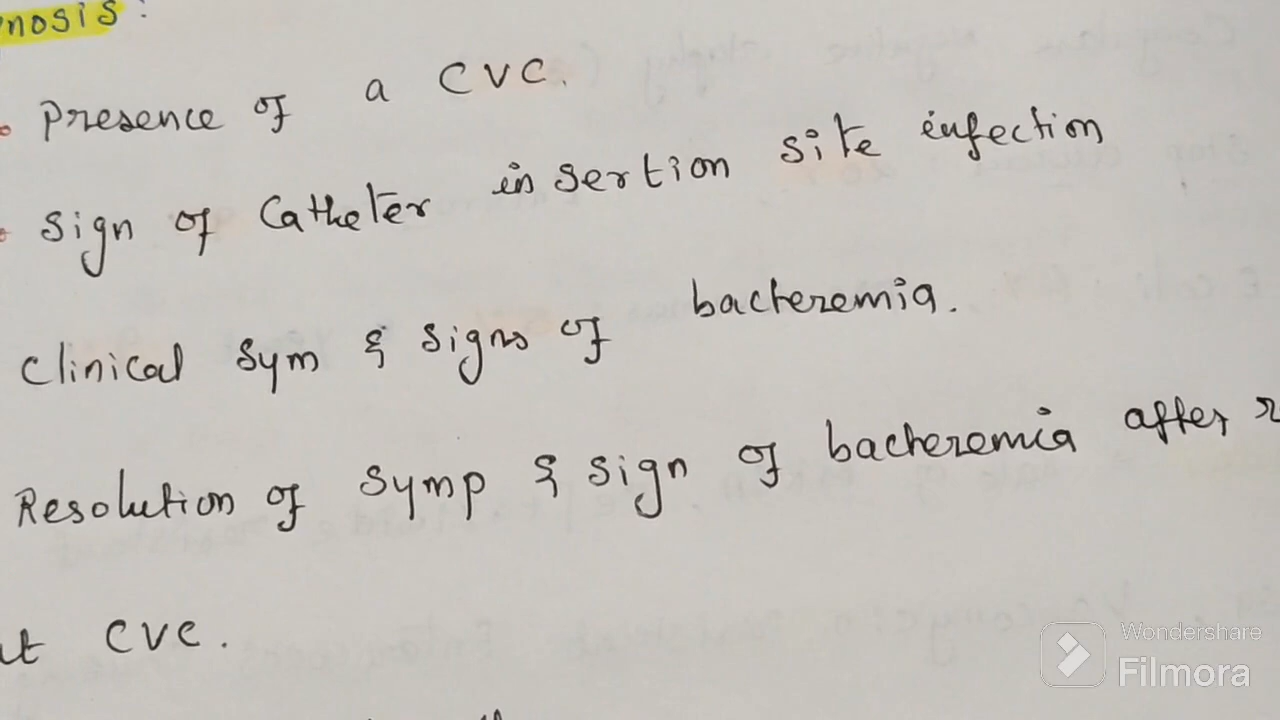 nosis:
Presence of a CVC.
Sign of Catheter insertion site infection
Clinical Sym & Signs of bacteremia.
Resolution of Symp & Sign of bacteremia after
CVC.
Wondershare
Filmora